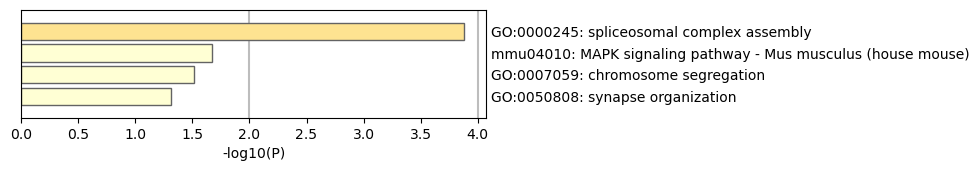 GO:0000245: spliceosomal complex assembly
mmu04010: MAPK signaling pathway - Mus musculus (house mouse)
GO:0007059: chromosome segregation
GO:0050808: synapse organization
0.0 0.5 1.0 1.5 2.0 2.5 3.0 3.5 4.0
-log10(P)